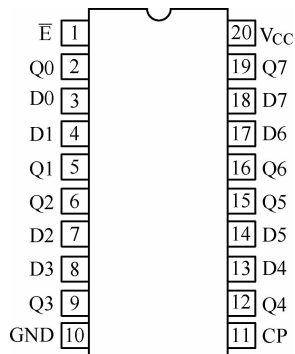 E̅ 1 20 V_CC
Q0 2 19 Q7
D0 3 18 D7
D1 4 17 D6
Q1 5 16 Q6
Q2 6 15 Q5
D2 7 14 D5
D3 8 13 D4
Q3 9 12 Q4
GND 10 11 CP